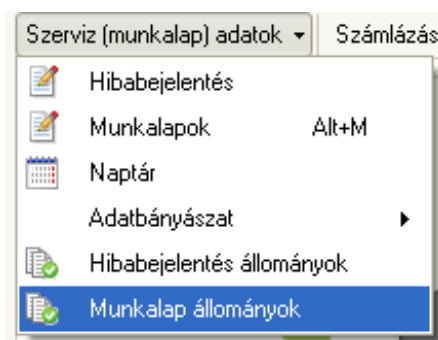 Szerviz (munkalap) adatok Számlázás
Hibabejelentés
Munkalapok Alt+M
Naptár
Adatbányászat
Hibabejelentés állományok
Munkalap állományok